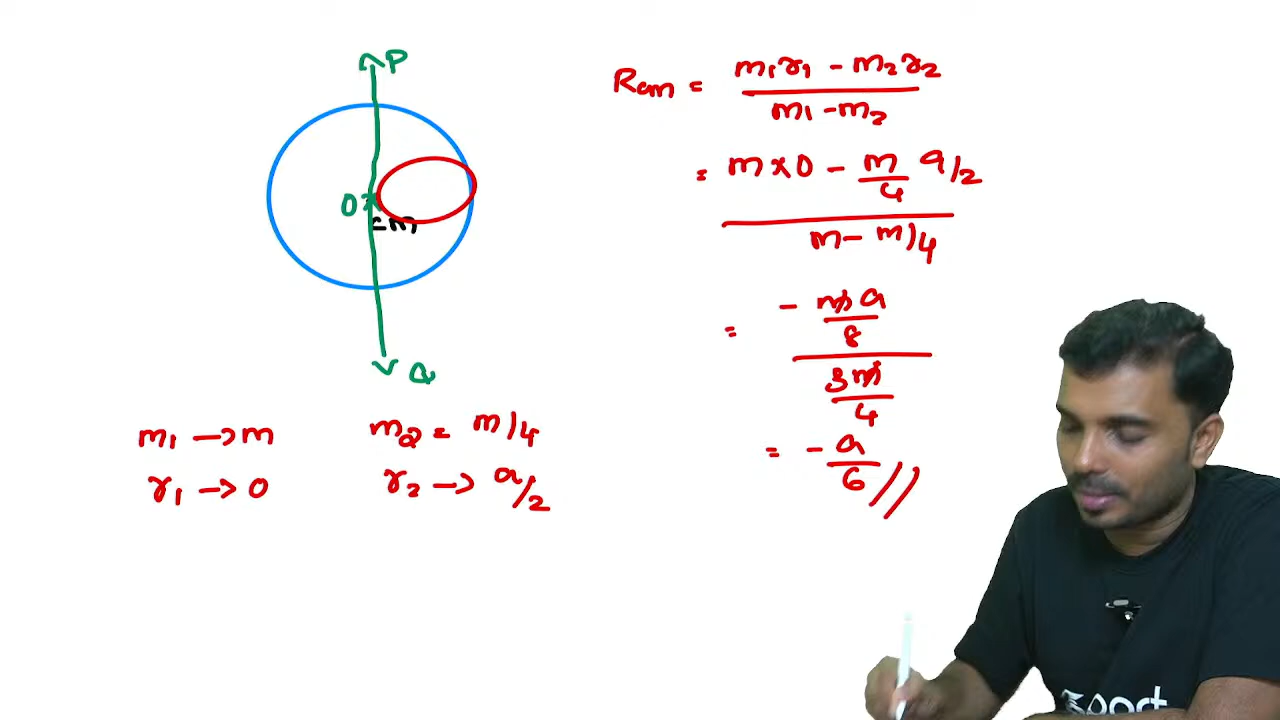 P
O
cm
Q
m₁ → m
r₁ → 0
m₂ = m/4
r₂ → a/2
Rcm = (m₁r₁ - m₂r₂) / (m₁ - m₂)
= (m × 0 - m/4 a/2) / (m - m/4)
= (-ma/8) / (3m/4)
= -a/6 //